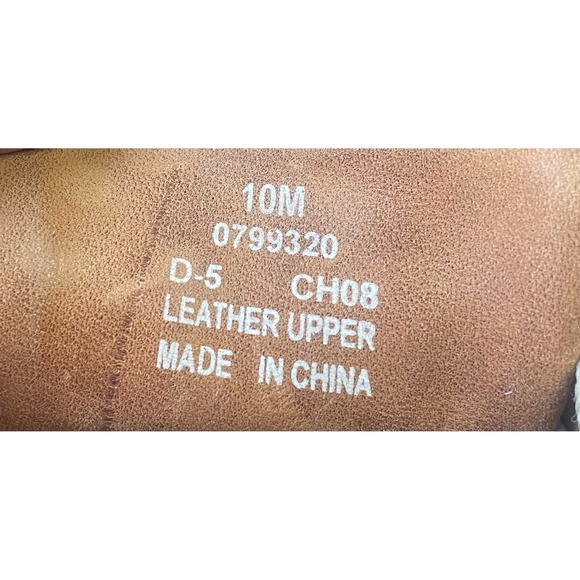 10M
0799320
D-5 CH08
LEATHER UPPER
MADE IN CHINA